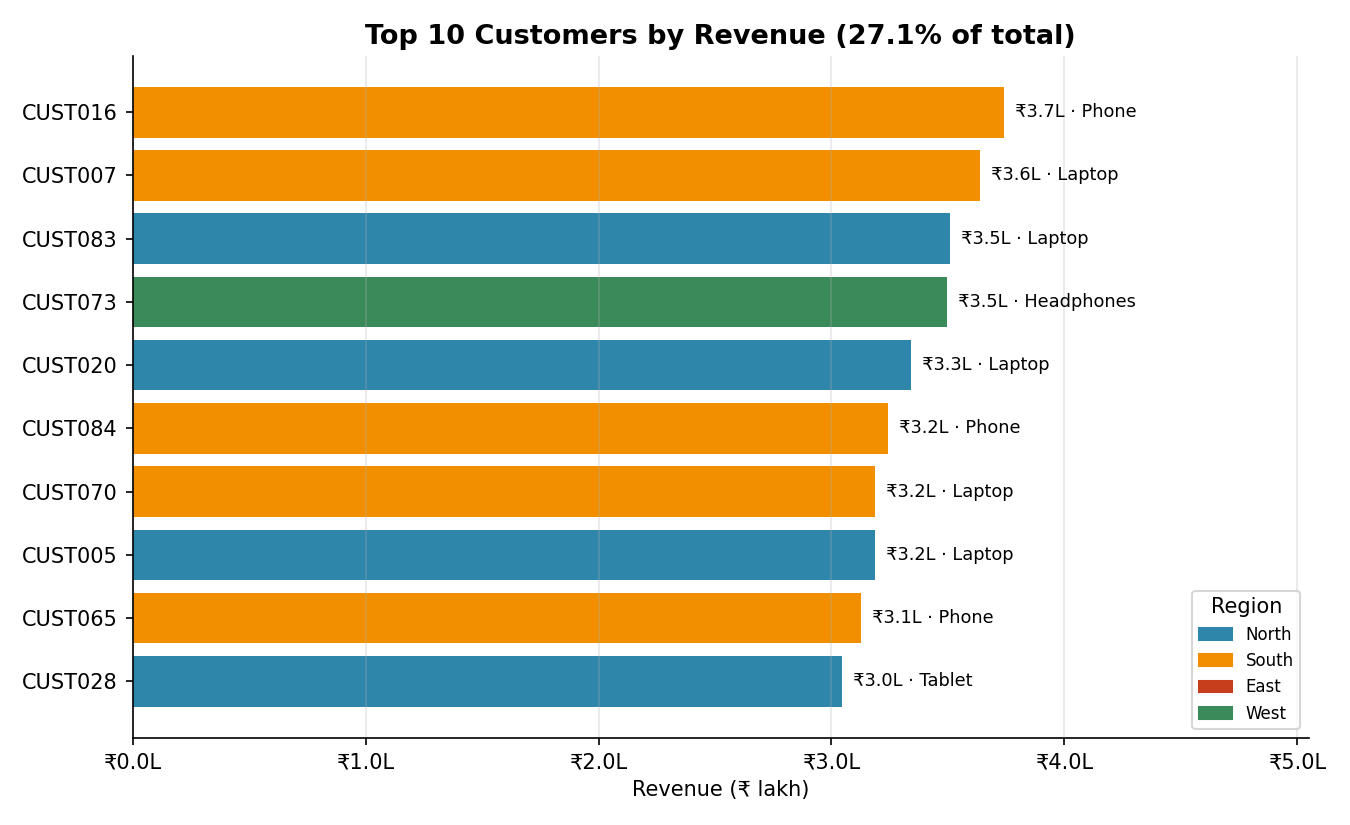 Top 10 Customers by Revenue (27.1% of total)
CUST016
₹3.7L · Phone
CUST007
₹3.6L · Laptop
CUST083
₹3.5L · Laptop
CUST073
₹3.5L · Headphones
CUST020
₹3.3L · Laptop
CUST084
₹3.2L · Phone
CUST070
₹3.2L · Laptop
CUST005
₹3.2L · Laptop
CUST065
₹3.1L · Phone
CUST028
₹3.0L · Tablet
Region
North
South
East
West
₹0.0L ₹1.0L ₹2.0L ₹3.0L ₹4.0L ₹5.0L
Revenue (₹ lakh)